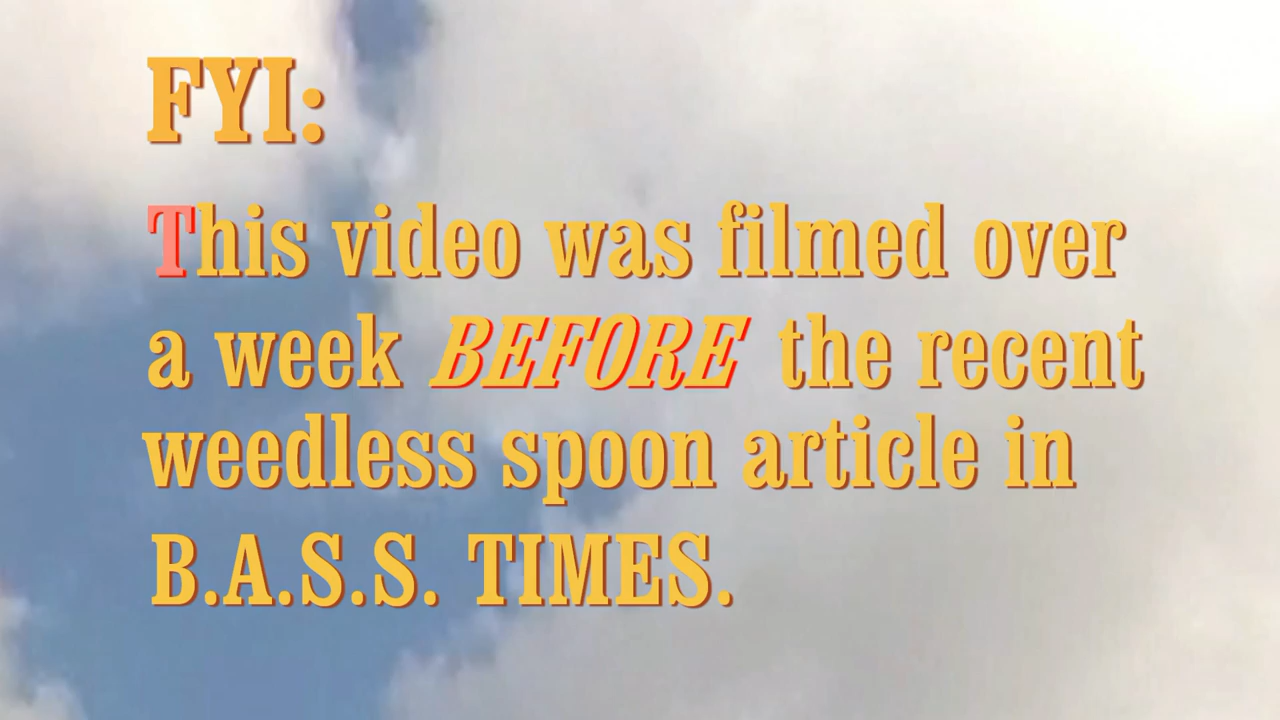 FYI:
This video was filmed over
a week BEFORE the recent
weedless spoon article in
B.A.S.S. TIMES.